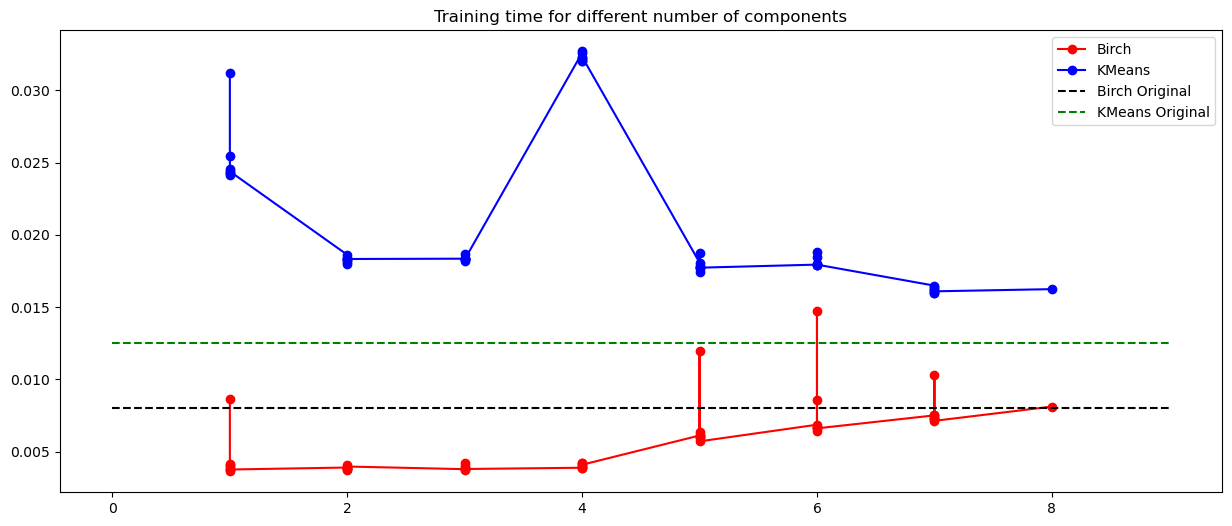 Training time for different number of components
Birch
KMeans
Birch Original
KMeans Original
0.030
0.025
0.020
0.015
0.010
0.005
0 2 4 6 8